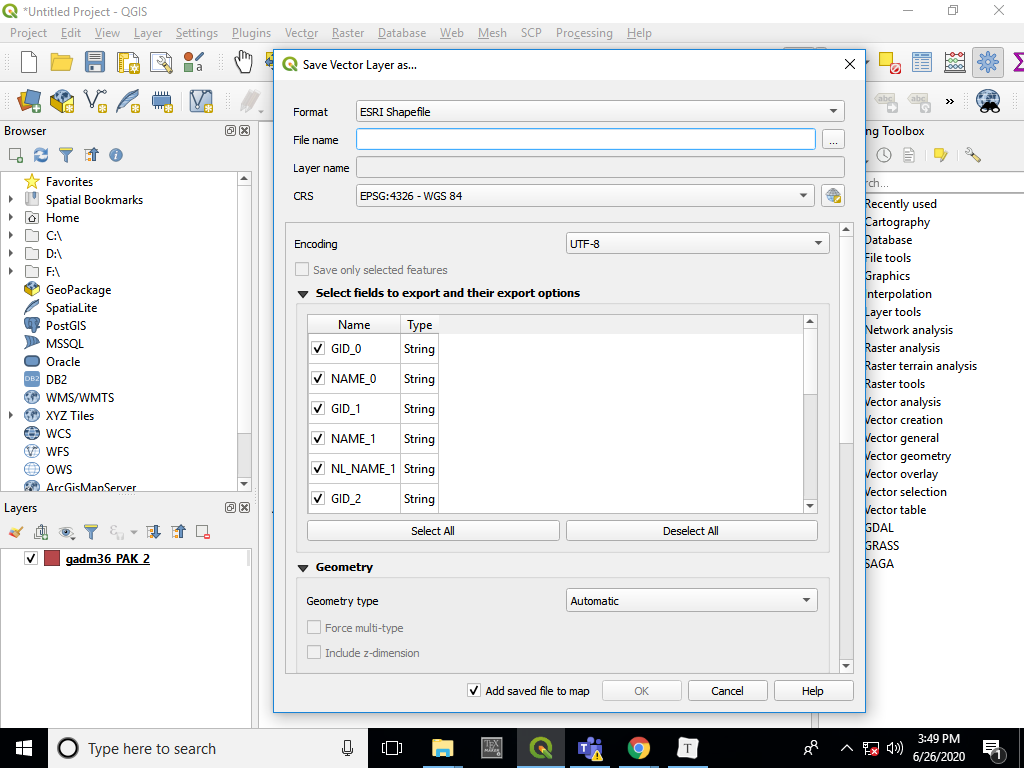 *Untitled Project - QGIS
Project Edit View Layer Settings Plugins Vector Raster Database Web Mesh SCP Processing Help
Save Vector Layer as...
Format ESRI Shapefile
File name ...
Layer name
CRS EPSG:4326 - WGS 84
Encoding UTF-8
Save only selected features
Select fields to export and their export options
Name Type
GID_0 String
NAME_0 String
GID_1 String
NAME_1 String
NL_NAME_1 String
GID_2 String
Select All Deselect All
Geometry
Geometry type Automatic
Force multi-type
Include z-dimension
Add saved file to map OK Cancel Help
Browser
Favorites
Spatial Bookmarks
Home
C:\
D:\
F:\
GeoPackage
SpatiaLite
PostGIS
MSSQL
Oracle
DB2
WMS/WMTS
XYZ Tiles
WCS
WFS
OWS
ArcGisMapServer
Layers
gadm36_PAK_2
ng Toolbox
rch...
Recently used
Cartography
Database
File tools
Graphics
Interpolation
Layer tools
Network analysis
Raster analysis
Raster terrain analysis
Raster tools
Vector analysis
Vector creation
Vector general
Vector geometry
Vector overlay
Vector selection
Vector table
GDAL
GRASS
SAGA
Type here to search
3:49 PM
6/26/2020
1